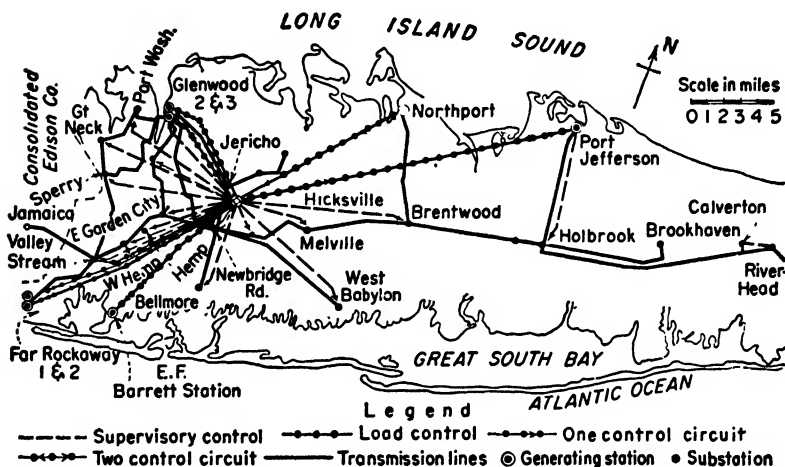 LONG ISLAND SOUND
N
Port Wash.
Glenwood
2 & 3
Scale in miles
0 1 2 3 4 5
Consolidated
Edison Co.
Gt
Neck
Jericho
Northport
Port
Jefferson
Sperry
Jamaica
E Garden City
Hicksville
Brentwood
Calverton
Valley
Stream
W Hemp
Hemp
Melville
Holbrook
Brookhaven
River-
Head
Newbridge
Rd.
West
Babylon
Bellmore
Far Rockaway
1 & 2
E.F.
Barrett Station
GREAT SOUTH BAY
ATLANTIC OCEAN
Legend
Supervisory control
Load control
One control circuit
Two control circuit
Transmission lines
Generating station
Substation